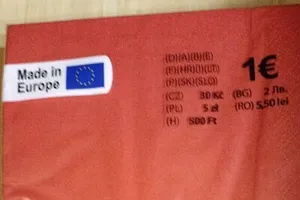 Made in
Europe
(D)(A)(B)(E)
(F)(HR)(I)(LT)
(P)(SK)(SLO)
1€
(CZ) 30 Kč (BG) 2 Лв.
(PL) 5 zł (RO) 5,50 lei
(H) 500 Ft